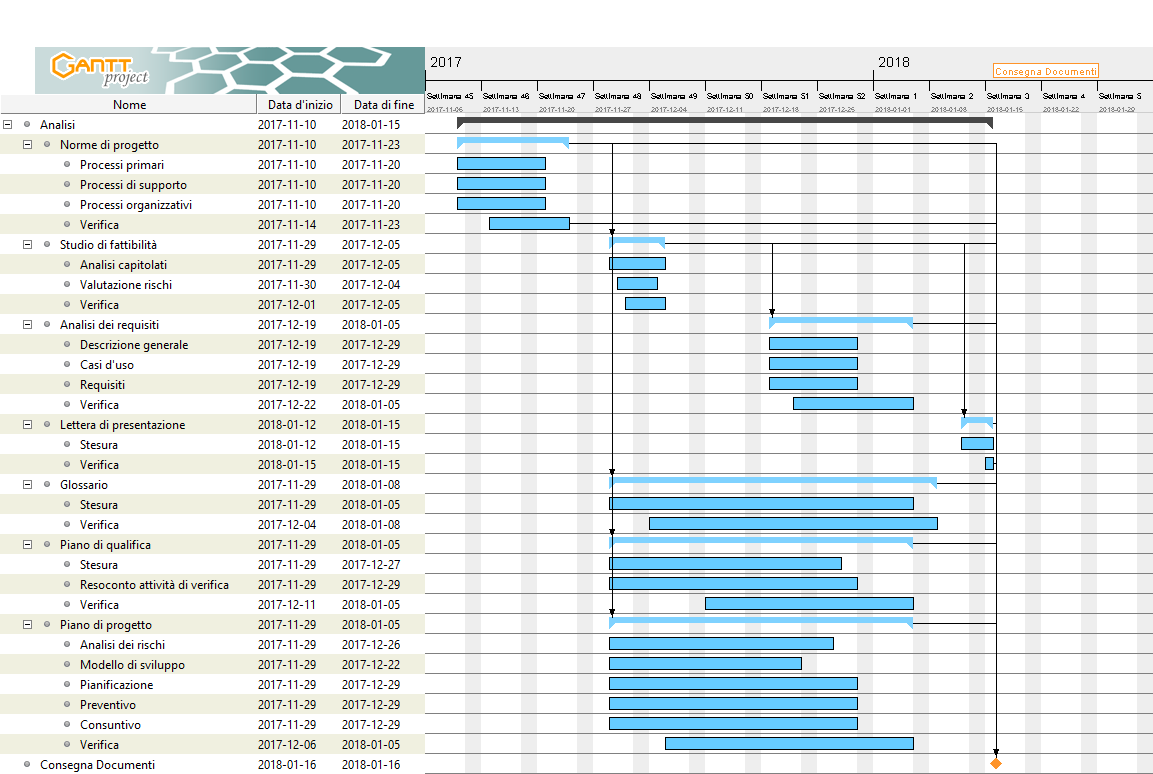 GANTT project
2017 2018
Consegna Documenti
Nome Data d'inizio Data di fine
Settimana 45 Settimana 46 Settimana 47 Settimana 48 Settimana 49 Settimana 50 Settimana 51 Settimana 52 Settimana 1 Settimana 2 Settimana 3 Settimana 4 Settimana 5
2017-11-06 2017-11-13 2017-11-20 2017-11-27 2017-12-04 2017-12-11 2017-12-18 2017-12-25 2018-01-01 2018-01-08 2018-01-15 2018-01-22 2018-01-29
Analisi 2017-11-10 2018-01-15
Norme di progetto 2017-11-10 2017-11-23
Processi primari 2017-11-10 2017-11-20
Processi di supporto 2017-11-10 2017-11-20
Processi organizzativi 2017-11-10 2017-11-20
Verifica 2017-11-14 2017-11-23
Studio di fattibilità 2017-11-29 2017-12-05
Analisi capitolati 2017-11-29 2017-12-05
Valutazione rischi 2017-11-30 2017-12-04
Verifica 2017-12-01 2017-12-05
Analisi dei requisiti 2017-12-19 2018-01-05
Descrizione generale 2017-12-19 2017-12-29
Casi d'uso 2017-12-19 2017-12-29
Requisiti 2017-12-19 2017-12-29
Verifica 2017-12-22 2018-01-05
Lettera di presentazione 2018-01-12 2018-01-15
Stesura 2018-01-12 2018-01-15
Verifica 2018-01-15 2018-01-15
Glossario 2017-11-29 2018-01-08
Stesura 2017-11-29 2018-01-05
Verifica 2017-12-04 2018-01-08
Piano di qualifica 2017-11-29 2018-01-05
Stesura 2017-11-29 2017-12-27
Resoconto attività di verifica 2017-11-29 2017-12-29
Verifica 2017-12-11 2018-01-05
Piano di progetto 2017-11-29 2018-01-05
Analisi dei rischi 2017-11-29 2017-12-26
Modello di sviluppo 2017-11-29 2017-12-22
Pianificazione 2017-11-29 2017-12-29
Preventivo 2017-11-29 2017-12-29
Consuntivo 2017-11-29 2017-12-29
Verifica 2017-12-06 2018-01-05
Consegna Documenti 2018-01-16 2018-01-16